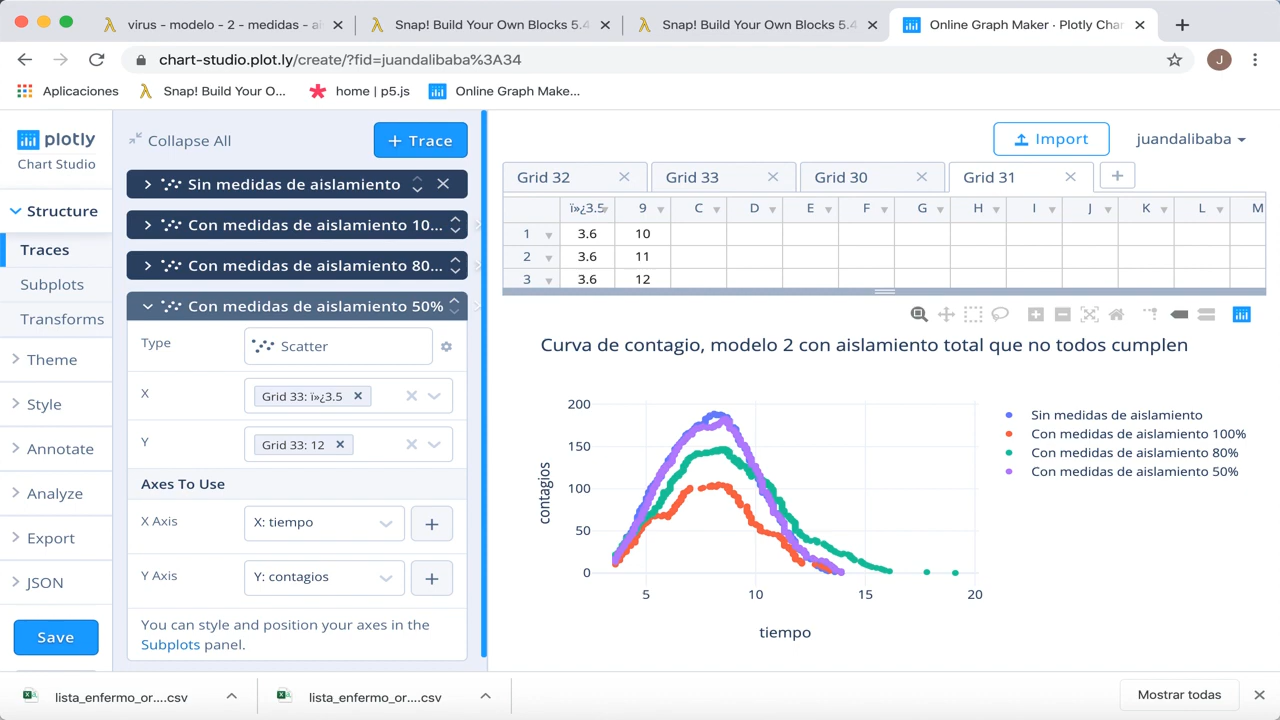 virus - modelo - 2 - medidas - ai
Snap! Build Your Own Blocks 5.4
Snap! Build Your Own Blocks 5.4
Online Graph Maker · Plotly Char
chart-studio.plot.ly/create/?fid=juandalibaba%3A34
J
Aplicaciones
Snap! Build Your O...
home | p5.js
Online Graph Make...
plotly
Chart Studio
Structure
Traces
Subplots
Transforms
Theme
Style
Annotate
Analyze
Export
JSON
Save
Collapse All
+ Trace
Sin medidas de aislamiento
Con medidas de aislamiento 10...
Con medidas de aislamiento 80...
Con medidas de aislamiento 50%
Type
Scatter
X
Grid 33: ï»¿3.5
Y
Grid 33: 12
Axes To Use
X Axis
X: tiempo
Y Axis
Y: contagios
You can style and position your axes in the
Subplots panel.
Import
juandalibaba
Grid 32
Grid 33
Grid 30
Grid 31
ï»¿3.5 9 C D E F G H I J K L M
1 3.6 10
2 3.6 11
3 3.6 12
Curva de contagio, modelo 2 con aislamiento total que no todos cumplen
200
150
100
50
0
contagios
5 10 15 20
tiempo
Sin medidas de aislamiento
Con medidas de aislamiento 100%
Con medidas de aislamiento 80%
Con medidas de aislamiento 50%
lista_enfermo_or....csv
lista_enfermo_or....csv
Mostrar todas